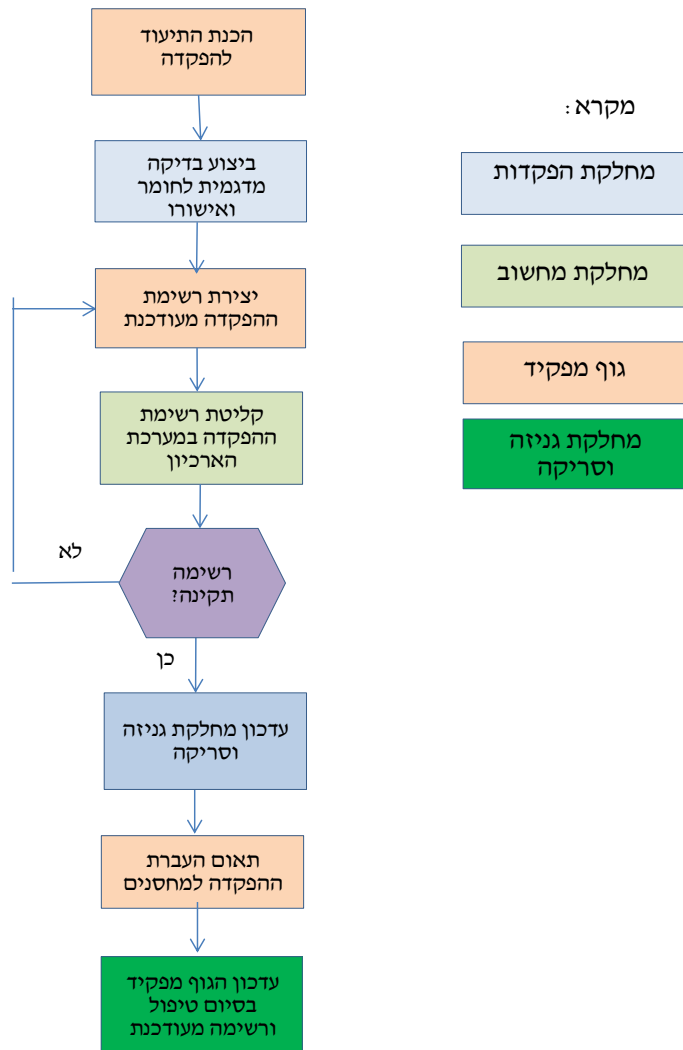 הכנת התיעוד
להפקדה
ביצוע בדיקה
מדגמית לחומר
ואישורו
יצירת רשימת
ההפקדה מעודכנת
קליטת רשימת
ההפקדה במערכת
הארכיון
רשימה
תקינה?
לא
כן
עדכון מחלקת גניזה
וסריקה
תאום העברת
ההפקדה למחסנים
עדכון הגוף מפקיד
בסיום טיפול
ורשימה מעודכנת
מקרא:
מחלקת הפקדות
מחלקת מחשוב
גוף מפקיד
מחלקת גניזה
וסריקה